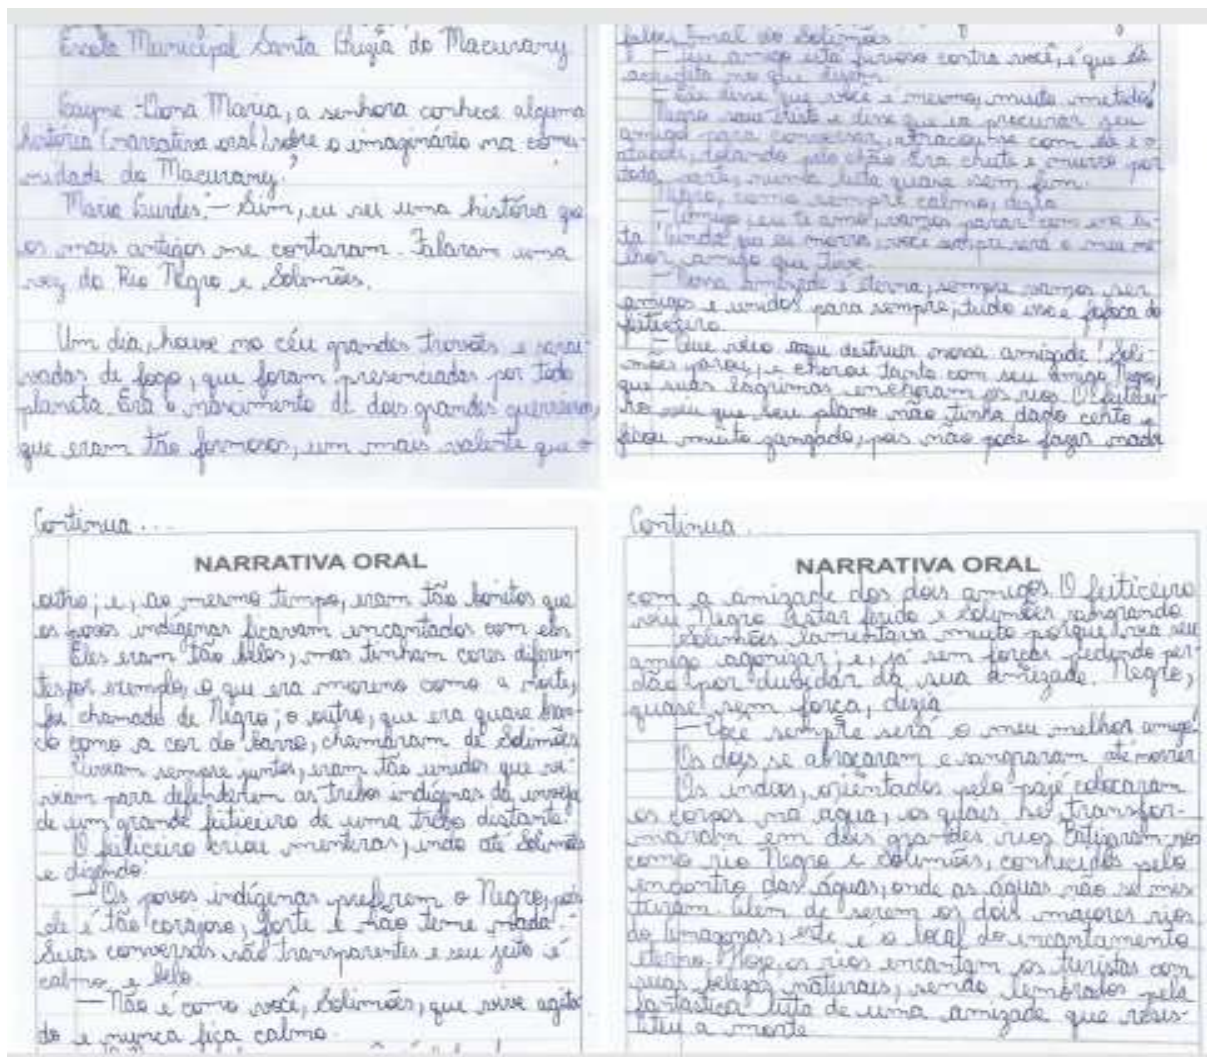 Escola Municipal Santa Luzia do Macurany
Gayme - Dona Maria, a senhora conhece alguma
história (narrativa oral) sobre o imaginário na comu-
nidade do Macurany?
Maria Lurdes. - Sim, eu sei uma história que
os mais antigos me contaram. Falaram uma
vez do Rio Negro e Solimões.
Um dia, houve no céu grandes trovões e sarai-
vadas de fogo, que foram presenciadas por todo
planeta. Era o nascimento de dois grandes guerreiros,
que eram tão formosos, um mais valente que o
Continua...
NARRATIVA ORAL
outro; e, ao mesmo tempo, eram tão bonitos que
os povos indígenas ficavam encantados com eles
Eles eram tão belos, mas tinham cores diferen-
tes por exemplo, o que era moreno como a noite,
foi chamado de Negro; o outro, que era quase bran-
co como a cor do barro, chamaram de Solimões
Viviam sempre juntos, eram tão unidos que vi-
viam para defenderem as tribos indígenas da inveja
de um grande feiticeiro de uma tribo distante.
O feiticeiro criou mentiras, indo até Solimões
e dizendo:
— Os povos indígenas preferem o Negro, pois
ele é tão corajoso, forte e não teme nada.
Suas conversas são transparentes e seu jeito é
calmo e belo.
— Não é como você, Solimões, que vive agita-
do e nunca fica calmo.
mal do Solimões.
— Seu amigo está furioso contra você, é que ele
acredita no que dizem.
— Ele disse que você é mesmo, muito metido!
Negro saiu triste e disse que ia procurar seu
amigo para conversar, atracou-se com ele e o
rolando pelo chão. Era chute e murro por
toda parte, numa luta quase sem fim.
Negro, como sempre calmo, dizia:
— Amigo, eu te amo, vamos parar com essa lu-
ta! Ainda que eu morra, você sempre será o meu me-
lhor amigo que tive.
— Nossa amizade é eterna, sempre vamos ser
amigos e unidos para sempre, tudo isso é fofoca do
feiticeiro.
— Que veio aqui destruir nossa amizade! Soli-
mões parou, e chorou tanto com seu amigo Negro,
que suas lágrimas encheram os rios. O feiticei-
ro viu que seu plano não tinha dado certo e
ficou muito zangado, pois não pode fazer nada
Continua...
NARRATIVA ORAL
com a amizade dos dois amigos. O feiticeiro
viu Negro estar ferido e Solimões sangrando
Solimões lamentava muito porque via seu
amigo agonizar; e, já sem forças pedindo per-
dão por duvidar da sua amizade. Negro,
quase sem força, dizia
— Você sempre será o meu melhor amigo.
Os dois se abraçaram e sangraram até morrer
Os índios, orientados pelo pajé colocaram
os corpos na água, os quais se transfor-
maram em dois grandes rios. Batizaram-nos
como rio Negro e Solimões, conhecidos pelo
encontro das águas, onde as águas não se mis-
turam. Além de serem os dois maiores rios
do Amazonas, este é o local do encantamento
eterno. Hoje, os rios encantam os turistas com
suas belezas naturais, sendo lembrados pela
fantástica luta de uma amizade que resis-
titeu a morte